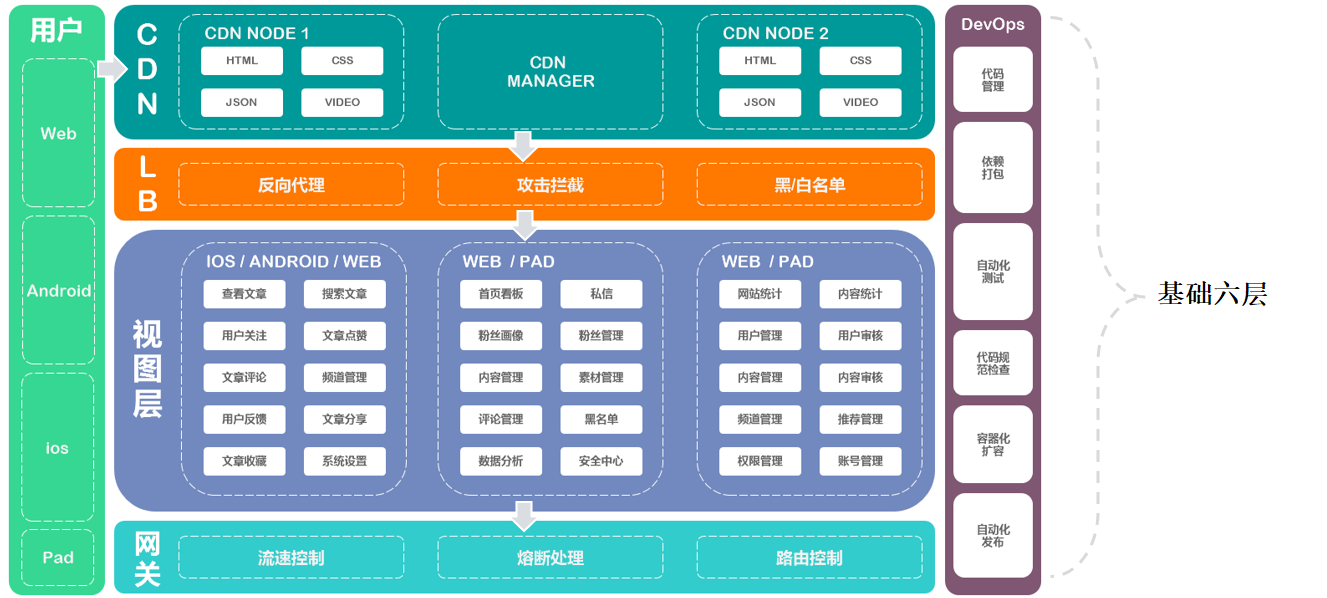 用户
Web
Android
ios
Pad
C
D
N
CDN NODE 1
HTML
CSS
JSON
VIDEO
CDN
MANAGER
CDN NODE 2
HTML
CSS
JSON
VIDEO
L
B
反向代理
攻击拦截
黑/白名单
视
图
层
IOS / ANDROID / WEB
查看文章
搜索文章
用户关注
文章点赞
文章评论
频道管理
用户反馈
文章分享
文章收藏
系统设置
WEB / PAD
首页看板
私信
粉丝画像
粉丝管理
内容管理
素材管理
评论管理
黑名单
数据分析
安全中心
WEB / PAD
网站统计
内容统计
用户管理
用户审核
内容管理
内容审核
频道管理
推荐管理
权限管理
账号管理
网
关
流速控制
熔断处理
路由控制
DevOps
代码
管理
依赖
打包
自动化
测试
代码规
范检查
容器化
扩容
自动化
发布
基础六层